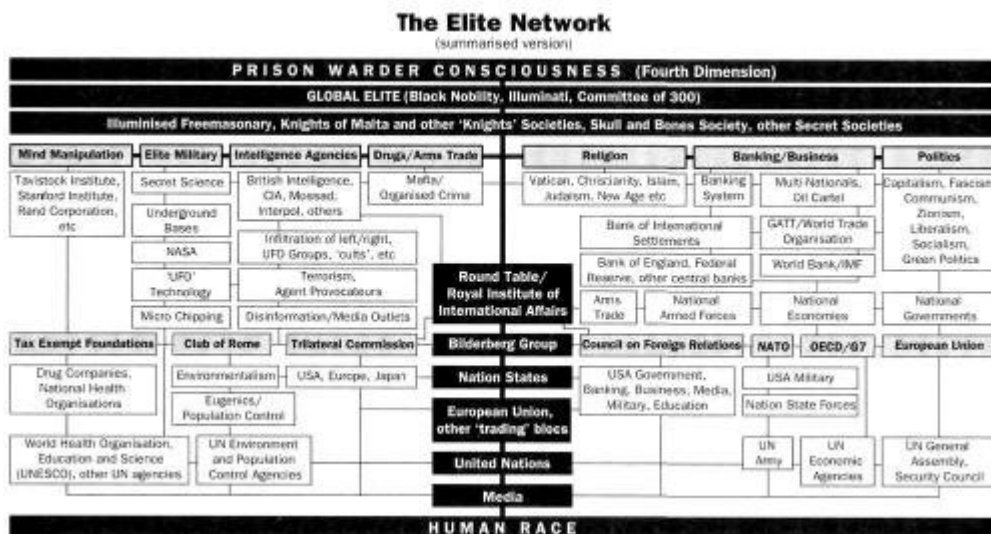 The Elite Network
(summarised version)
PRISON WARDER CONSCIOUSNESS (Fourth Dimension)
GLOBAL ELITE (Black Nobility, Illuminati, Committee of 300)
Illuminised Freemasonary, Knights of Malta and other 'Knights' Societies, Skull and Bones Society, other Secret Societies
Mind Manipulation
Elite Military
Intelligence Agencies
Drugs/Arms Trade
Religion
Banking/Business
Politics
Tavistock Institute,
Stanford Institute,
Rand Corporation,
etc
Secret Science
Underground
Bases
NASA
'UFO'
Technology
Micro Chipping
British Intelligence,
CIA, Mossad,
Interpol, others
Infiltration of left/right,
UFO Groups, 'cults', etc
Terrorism,
Agent Provocateurs
Disinformation/Media Outlets
Mafia/
Organised Crime
Vatican, Christianity, Islam,
Judaism, New Age etc
Banking
System
Multi Nationals,
Oil Cartel
Bank of International
Settlements
GATT/World Trade
Organisation
Bank of England, Federal
Reserve, other central banks
World Bank/IMF
Arms
Trade
National
Armed Forces
National
Economies
Capitalism, Fascism,
Communism,
Zionism,
Liberalism,
Socialism,
Green Politics
National
Governments
Round Table/
Royal Institute of
International Affairs
Tax Exempt Foundations
Club of Rome
Trilateral Commission
Bilderberg Group
Council on Foreign Relations
NATO
OECD/G7
European Union
Drug Companies,
National Health
Organisations
Environmentalism
USA, Europe, Japan
Eugenics/
Population Control
Nation States
USA Government,
Banking, Business, Media,
Military, Education
USA Military
Nation State Forces
European Union,
other 'trading' blocs
World Health Organisation,
Education and Science
(UNESCO), other UN agencies
UN Environment
and Population
Control Agencies
United Nations
UN
Army
UN
Economic
Agencies
UN General
Assembly,
Security Council
Media
HUMAN RACE